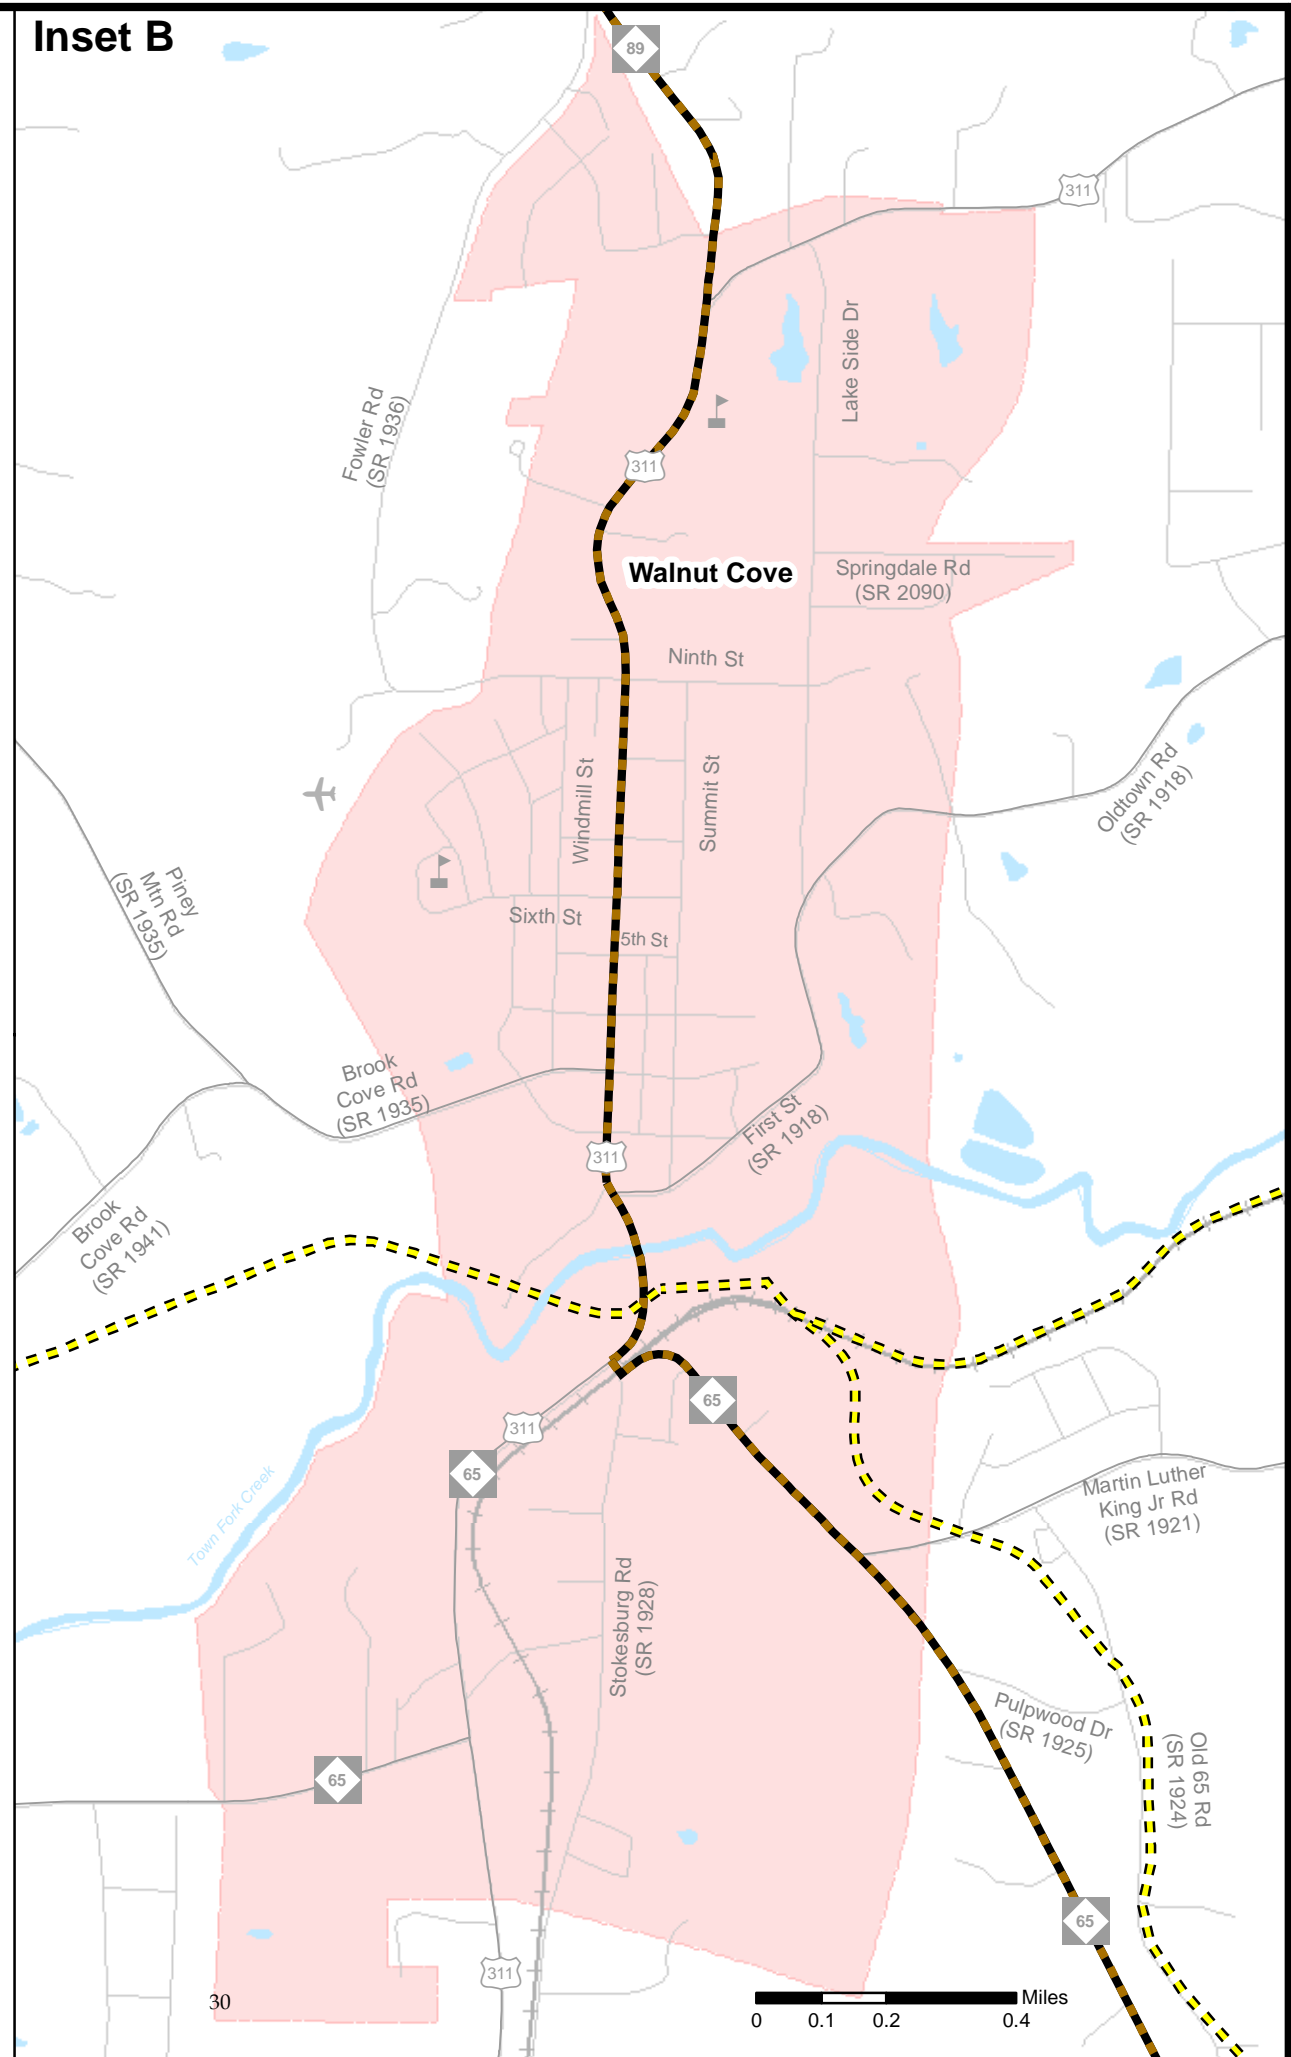 Inset B
89
311
Lake Side Dr
Fowler Rd
(SR 1936)
311
Walnut Cove
Springdale Rd
(SR 2090)
Ninth St
Windmill St
Summit St
Oldtown Rd
(SR 1918)
Piney
Mtn Rd
(SR 1935)
Sixth St
5th St
Brook
Cove Rd
(SR 1935)
First St
(SR 1918)
311
Brook
Cove Rd
(SR 1941)
65
311
65
Martin Luther
King Jr Rd
(SR 1921)
Town Fork Creek
Stokesburg Rd
(SR 1928)
Pulpwood Dr
(SR 1925)
Old 65 Rd
(SR 1924)
65
65
311
30
Miles
0 0.1 0.2 0.4